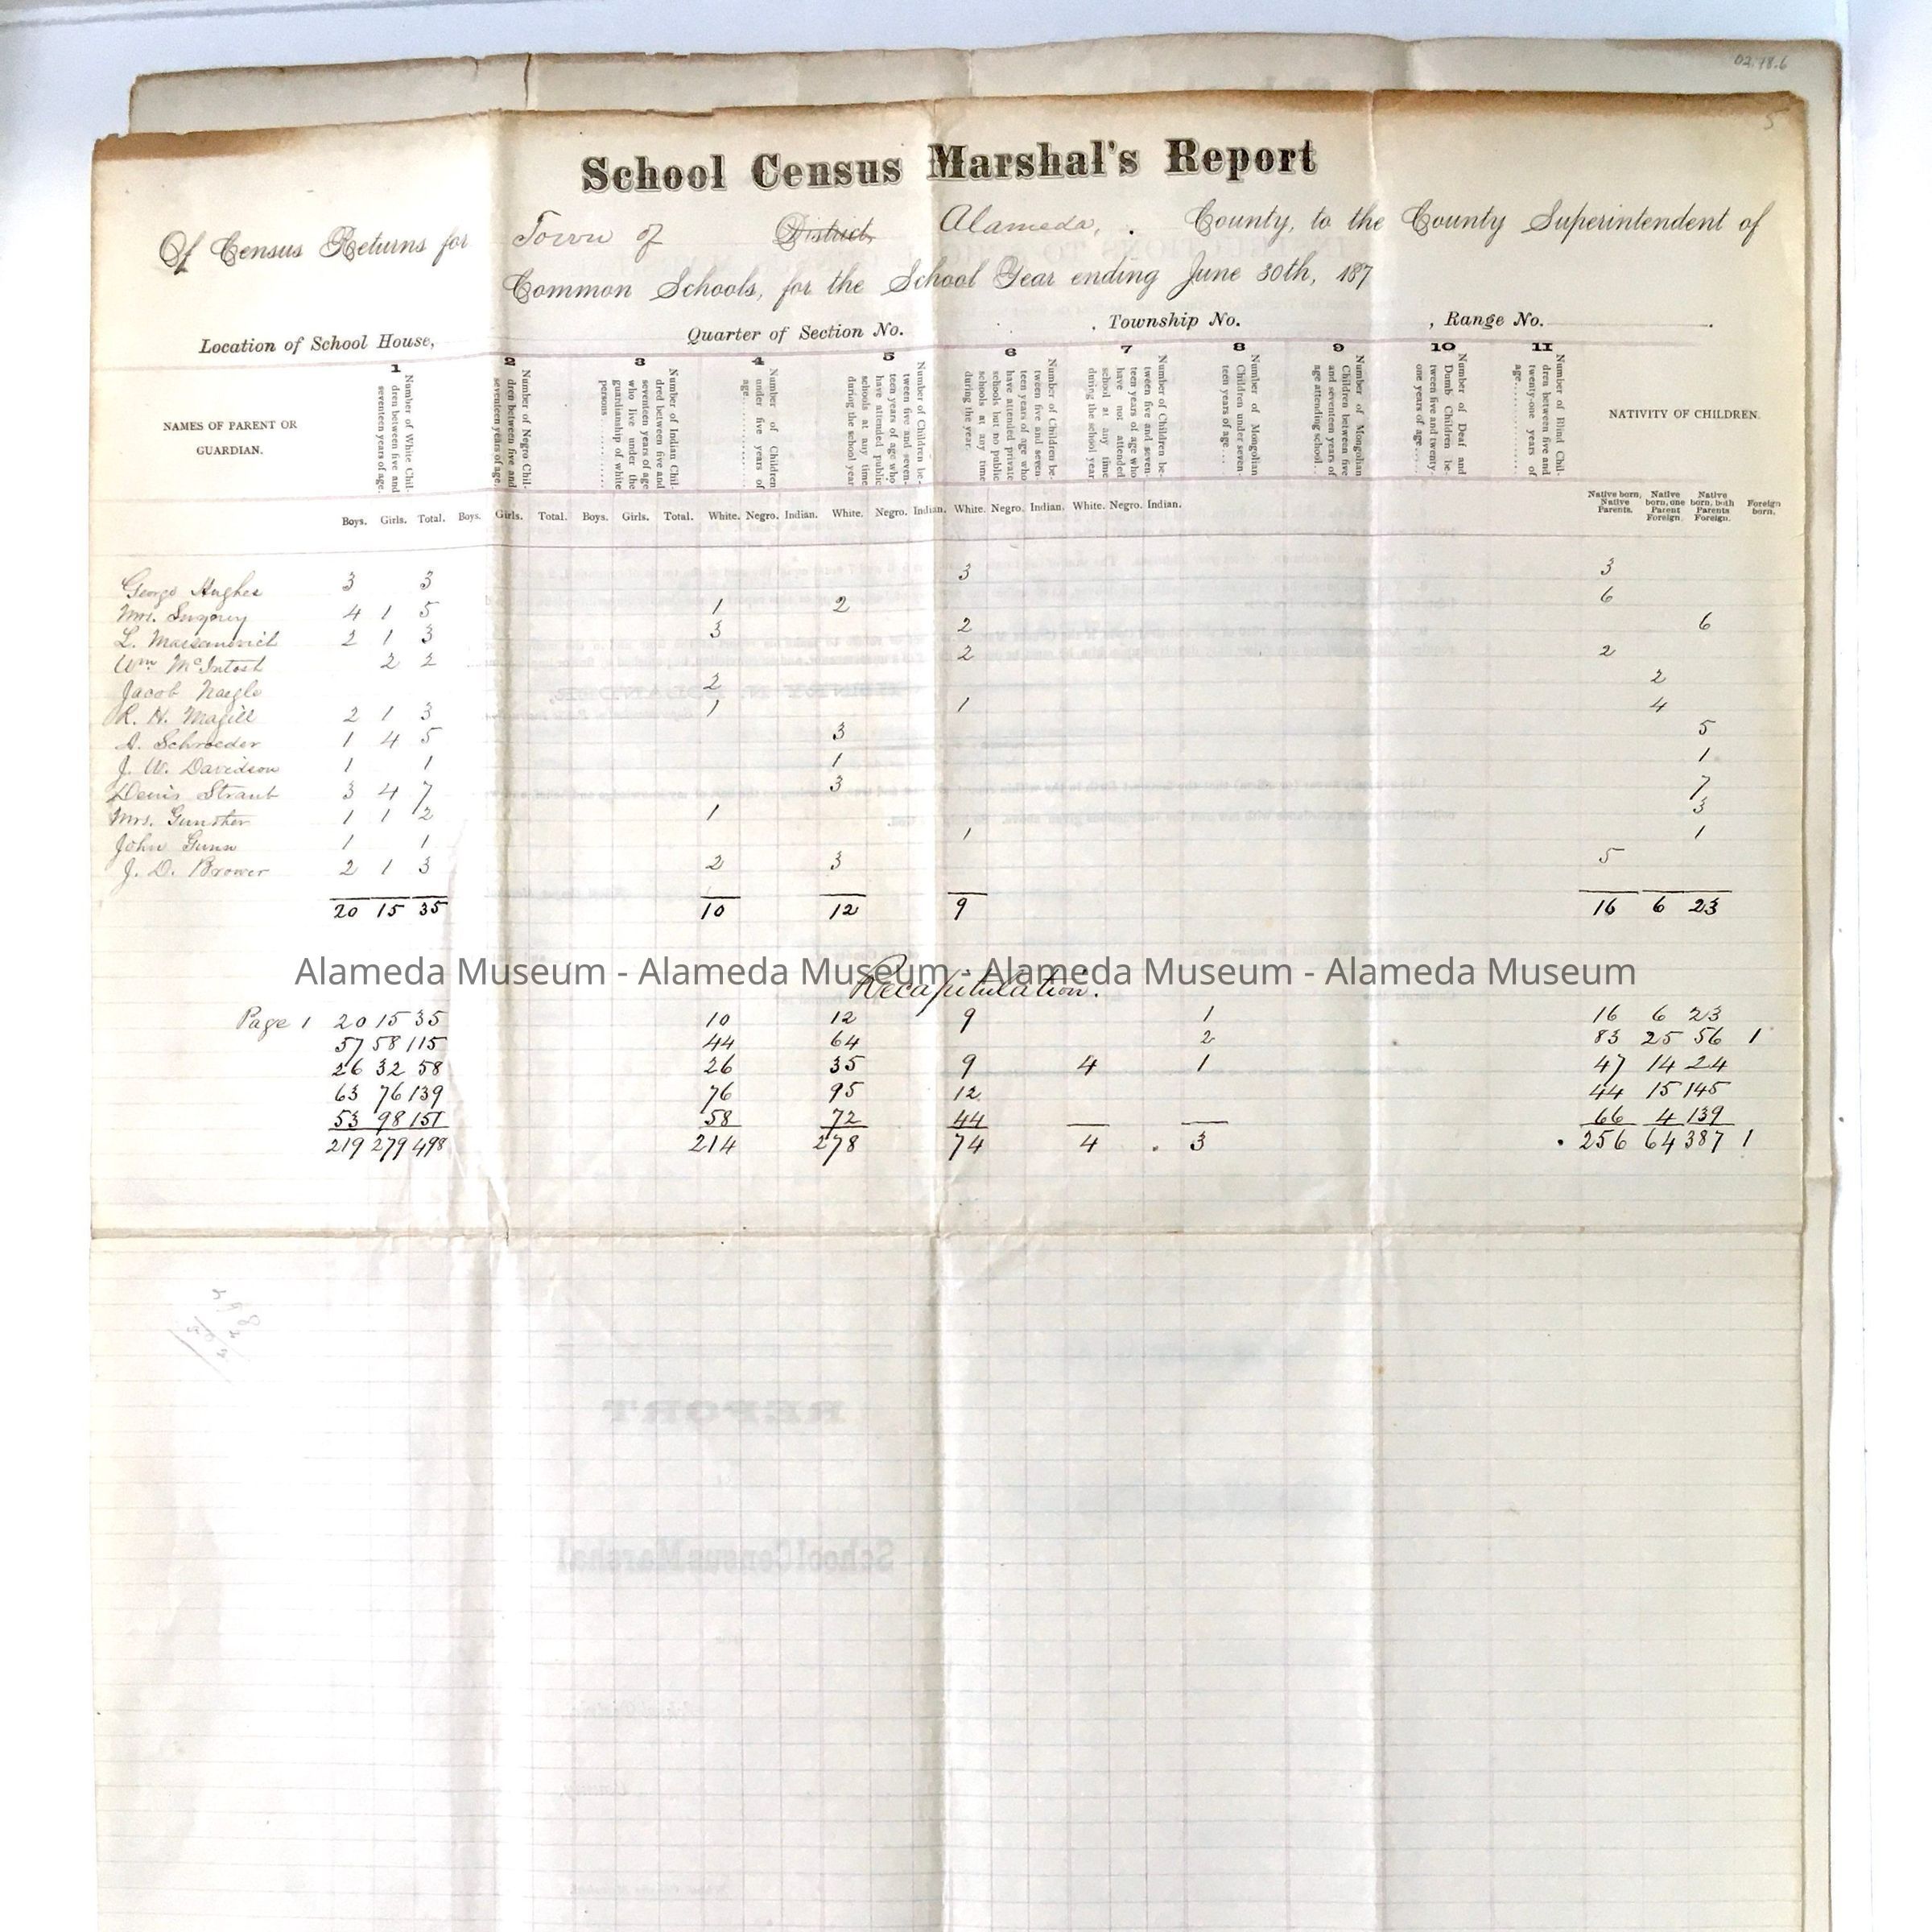 02.18.6
5
School Census Marshal's Report
Of Census Returns for Town of District, Alameda, . County, to the County Superintendent of
Common Schools, for the School Year ending June 30th, 187
Location of School House, Quarter of Section No. , Township No. , Range No. .
1 2 3 4 5 6 7 8 9 10 11
NAMES OF PARENT OR GUARDIAN.
Number of White Children between five and seventeen years of age.
Number of Negro Children between five and seventeen years of age.
Number of Indian Children between five and seventeen years of age who live under the guardianship of white persons
Number of Children under five years of age
Number of Children between five and seventeen years of age who have attended public schools at any time during the school year
Number of Children between five and seventeen years of age who have attended private schools but no public schools at any time during the year.
Number of Children between five and seventeen years of age who have not attended school at any time during the school year
Number of Mongolian Children under seventeen years of age
Number of Mongolian Children between five and seventeen years of age attending school
Number of Deaf and Dumb Children between five and twenty-one years of age
Number of Blind Children between five and twenty-one years of age
NATIVITY OF CHILDREN.
Boys. Girls. Total. Boys. Girls. Total. Boys. Girls. Total. White. Negro. Indian. White. Negro. Indian. White. Negro. Indian. White. Negro. Indian. Native born, Native Parents. Native born, one Parent Foreign. Native born, both Parents Foreign. Foreign born.
George Hughes 3 3 3 3
Mrs. 4 1 5 1 2 6
L. 2 1 3 3 2 6
Wm McIntosh 2 2 2 2
Jacob Naegle 2 2
R. H. Magill 2 1 3 1 1 4
A. Schroeder 1 4 5 3 5
J. W. Davidson 1 1 1 1
Denis Straub 3 4 7 3 7
Mrs. Gunther 1 1 2 1 3
John Gunn 1 1 1 1
J. D. Brower 2 1 3 2 3 5
20 15 35 10 12 9 16 6 23
Alameda Museum - Alameda Museum - Alameda Museum - Alameda Museum
Recapitulation.
Page 1 20 15 35 10 12 9 1 16 6 23
57 58 115 44 64 2 83 25 56 1
26 32 58 26 35 9 4 1 47 14 24
63 76 139 76 95 12 44 15 145
53 98 151 58 72 44 66 4 139
219 279 498 214 278 74 4 3 256 64 387 1
REPORT
School Census Marshal